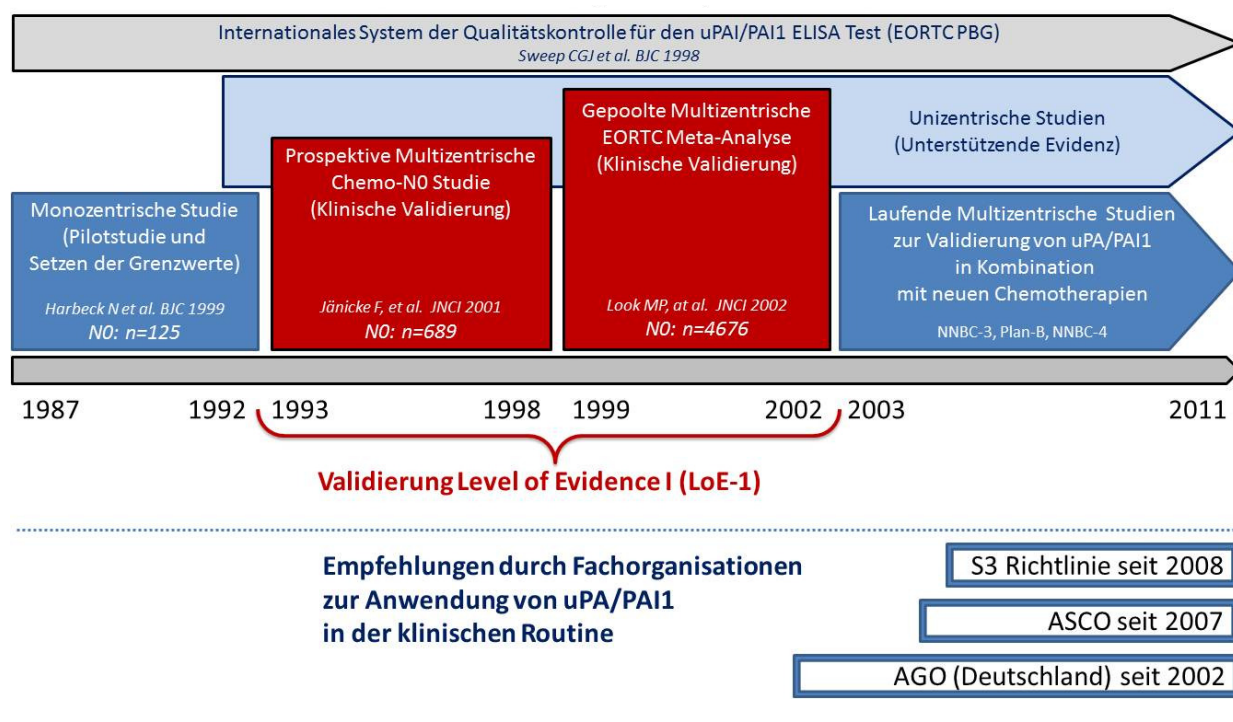 Internationales System der Qualitätskontrolle für den uPAI/PAI1 ELISA Test (EORTC PBG)
Sweep CGJ et al. BJC 1998
Unizentrische Studien
(Unterstützende Evidenz)
Gepoolte Multizentrische
EORTC Meta-Analyse
(Klinische Validierung)
Look MP, at al. JNCI 2002
N0: n=4676
Prospektive Multizentrische
Chemo-N0 Studie
(Klinische Validierung)
Jänicke F, et al. JNCI 2001
N0: n=689
Monozentrische Studie
(Pilotstudie und
Setzen der Grenzwerte)
Harbeck N et al. BJC 1999
N0: n=125
Laufende Multizentrische Studien
zur Validierung von uPA/PAI1
in Kombination
mit neuen Chemotherapien
NNBC-3, Plan-B, NNBC-4
1987 1992 1993 1998 1999 2002 2003 2011
Validierung Level of Evidence I (LoE-1)
Empfehlungen durch Fachorganisationen
zur Anwendung von uPA/PAI1
in der klinischen Routine
S3 Richtlinie seit 2008
ASCO seit 2007
AGO (Deutschland) seit 2002